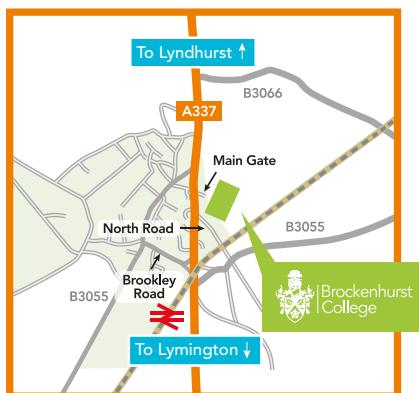 To Lyndhurst ↑
B3066
A337
Main Gate
North Road
B3055
Brookley
Road
B3055
Brockenhurst
College
To Lymington ↓